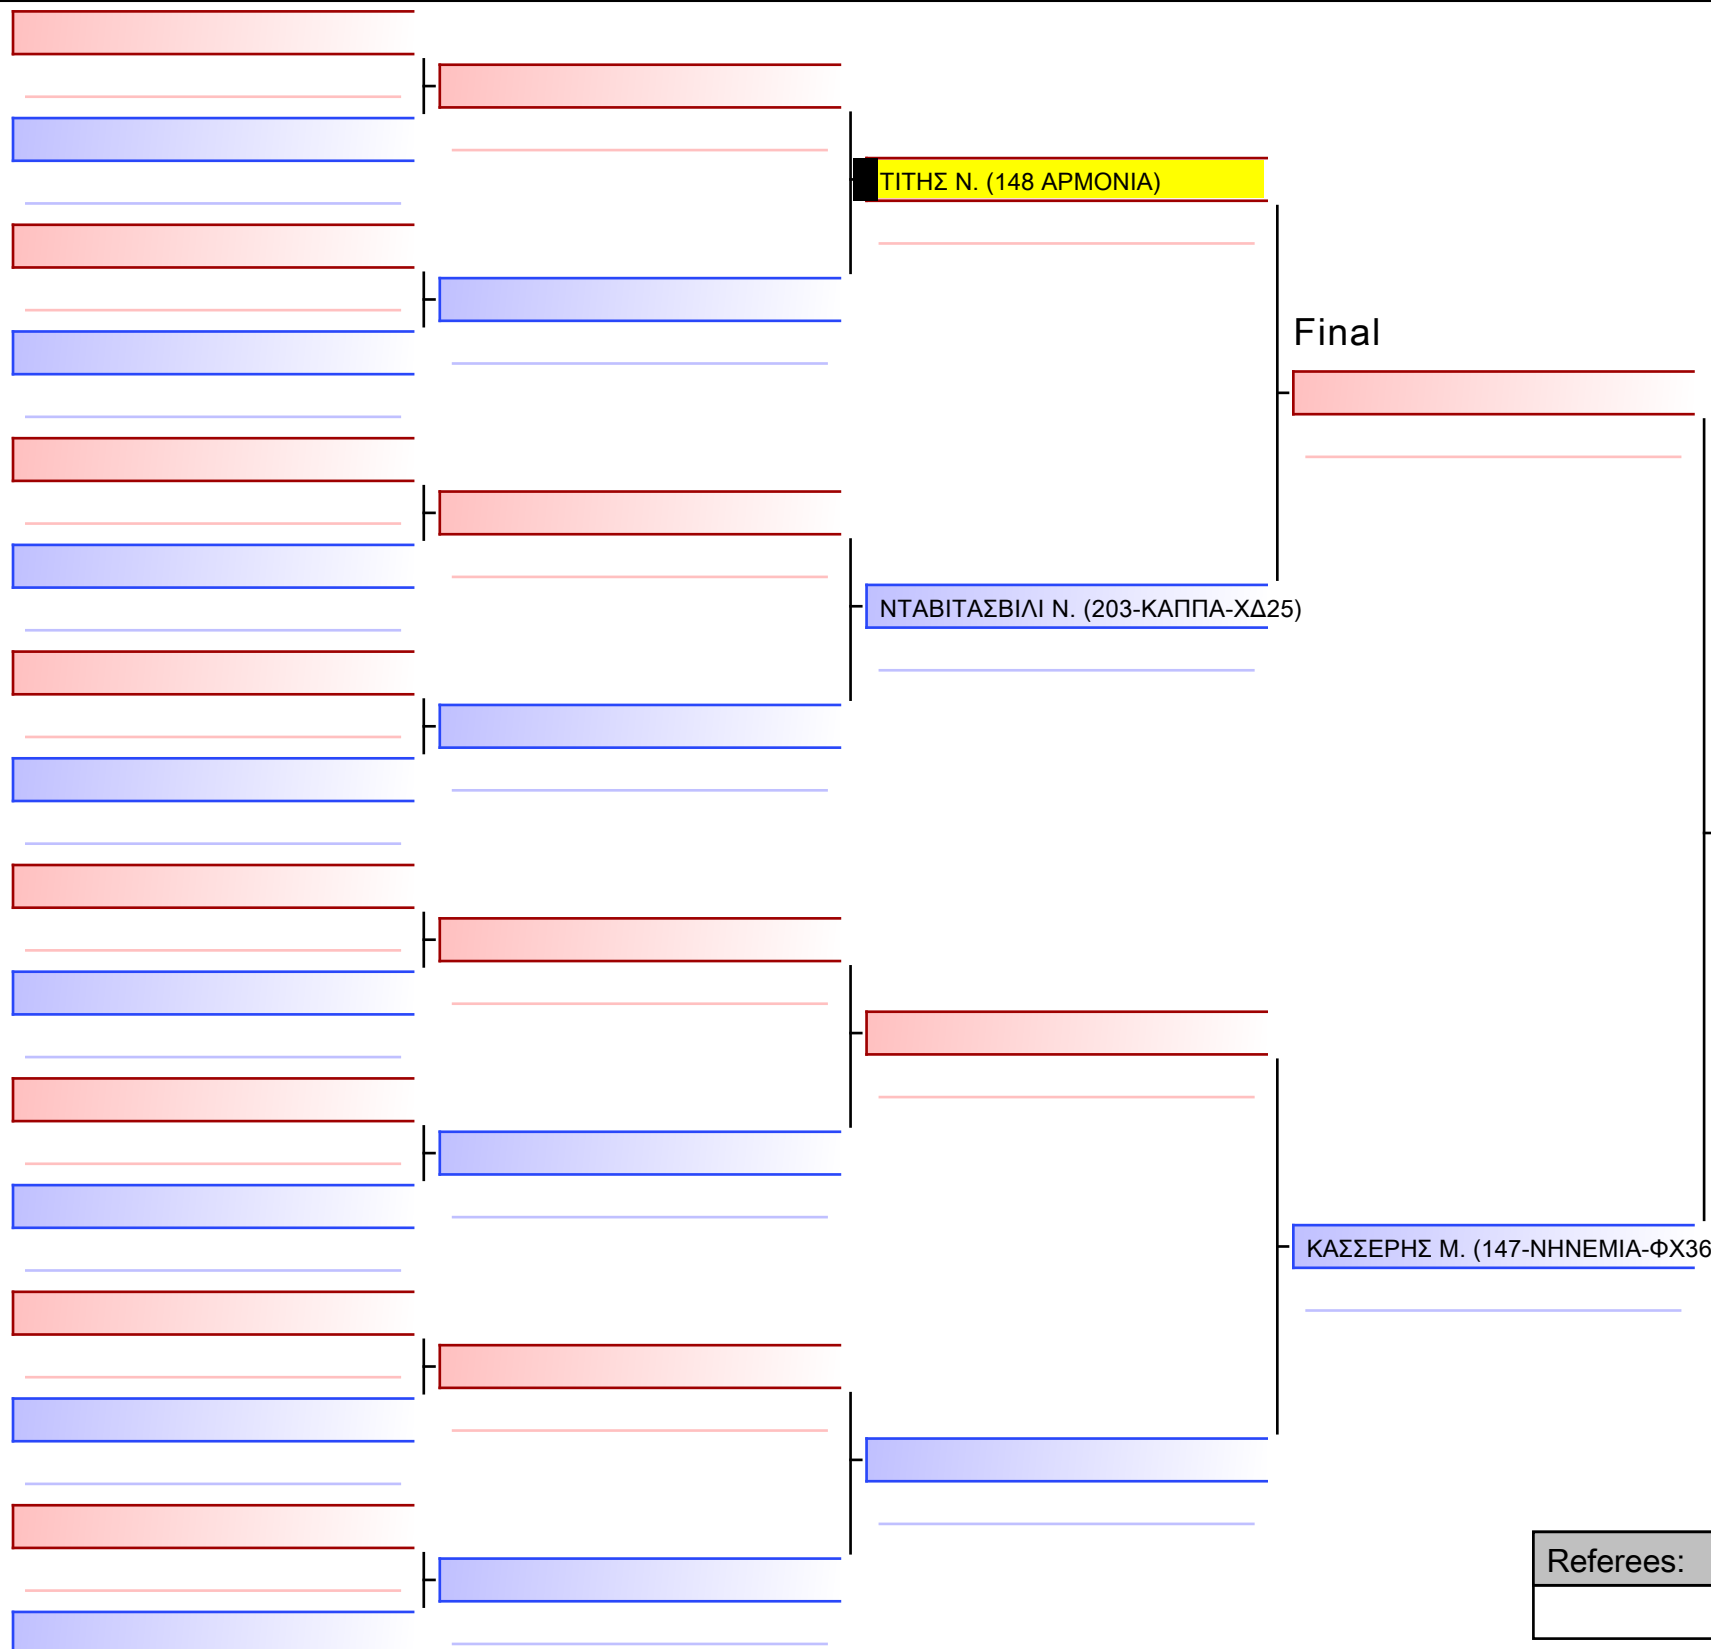 ΤΙΤΗΣ Ν. (148 ΑΡΜΟΝΙΑ)
Final
ΝΤΑΒΙΤΑΣΒΙΛΙ Ν. (203-ΚΑΠΠΑ-ΧΔ25)
ΚΑΣΣΕΡΗΣ Μ. (147-ΝΗΝΕΜΙΑ-ΦΧ36
Referees: